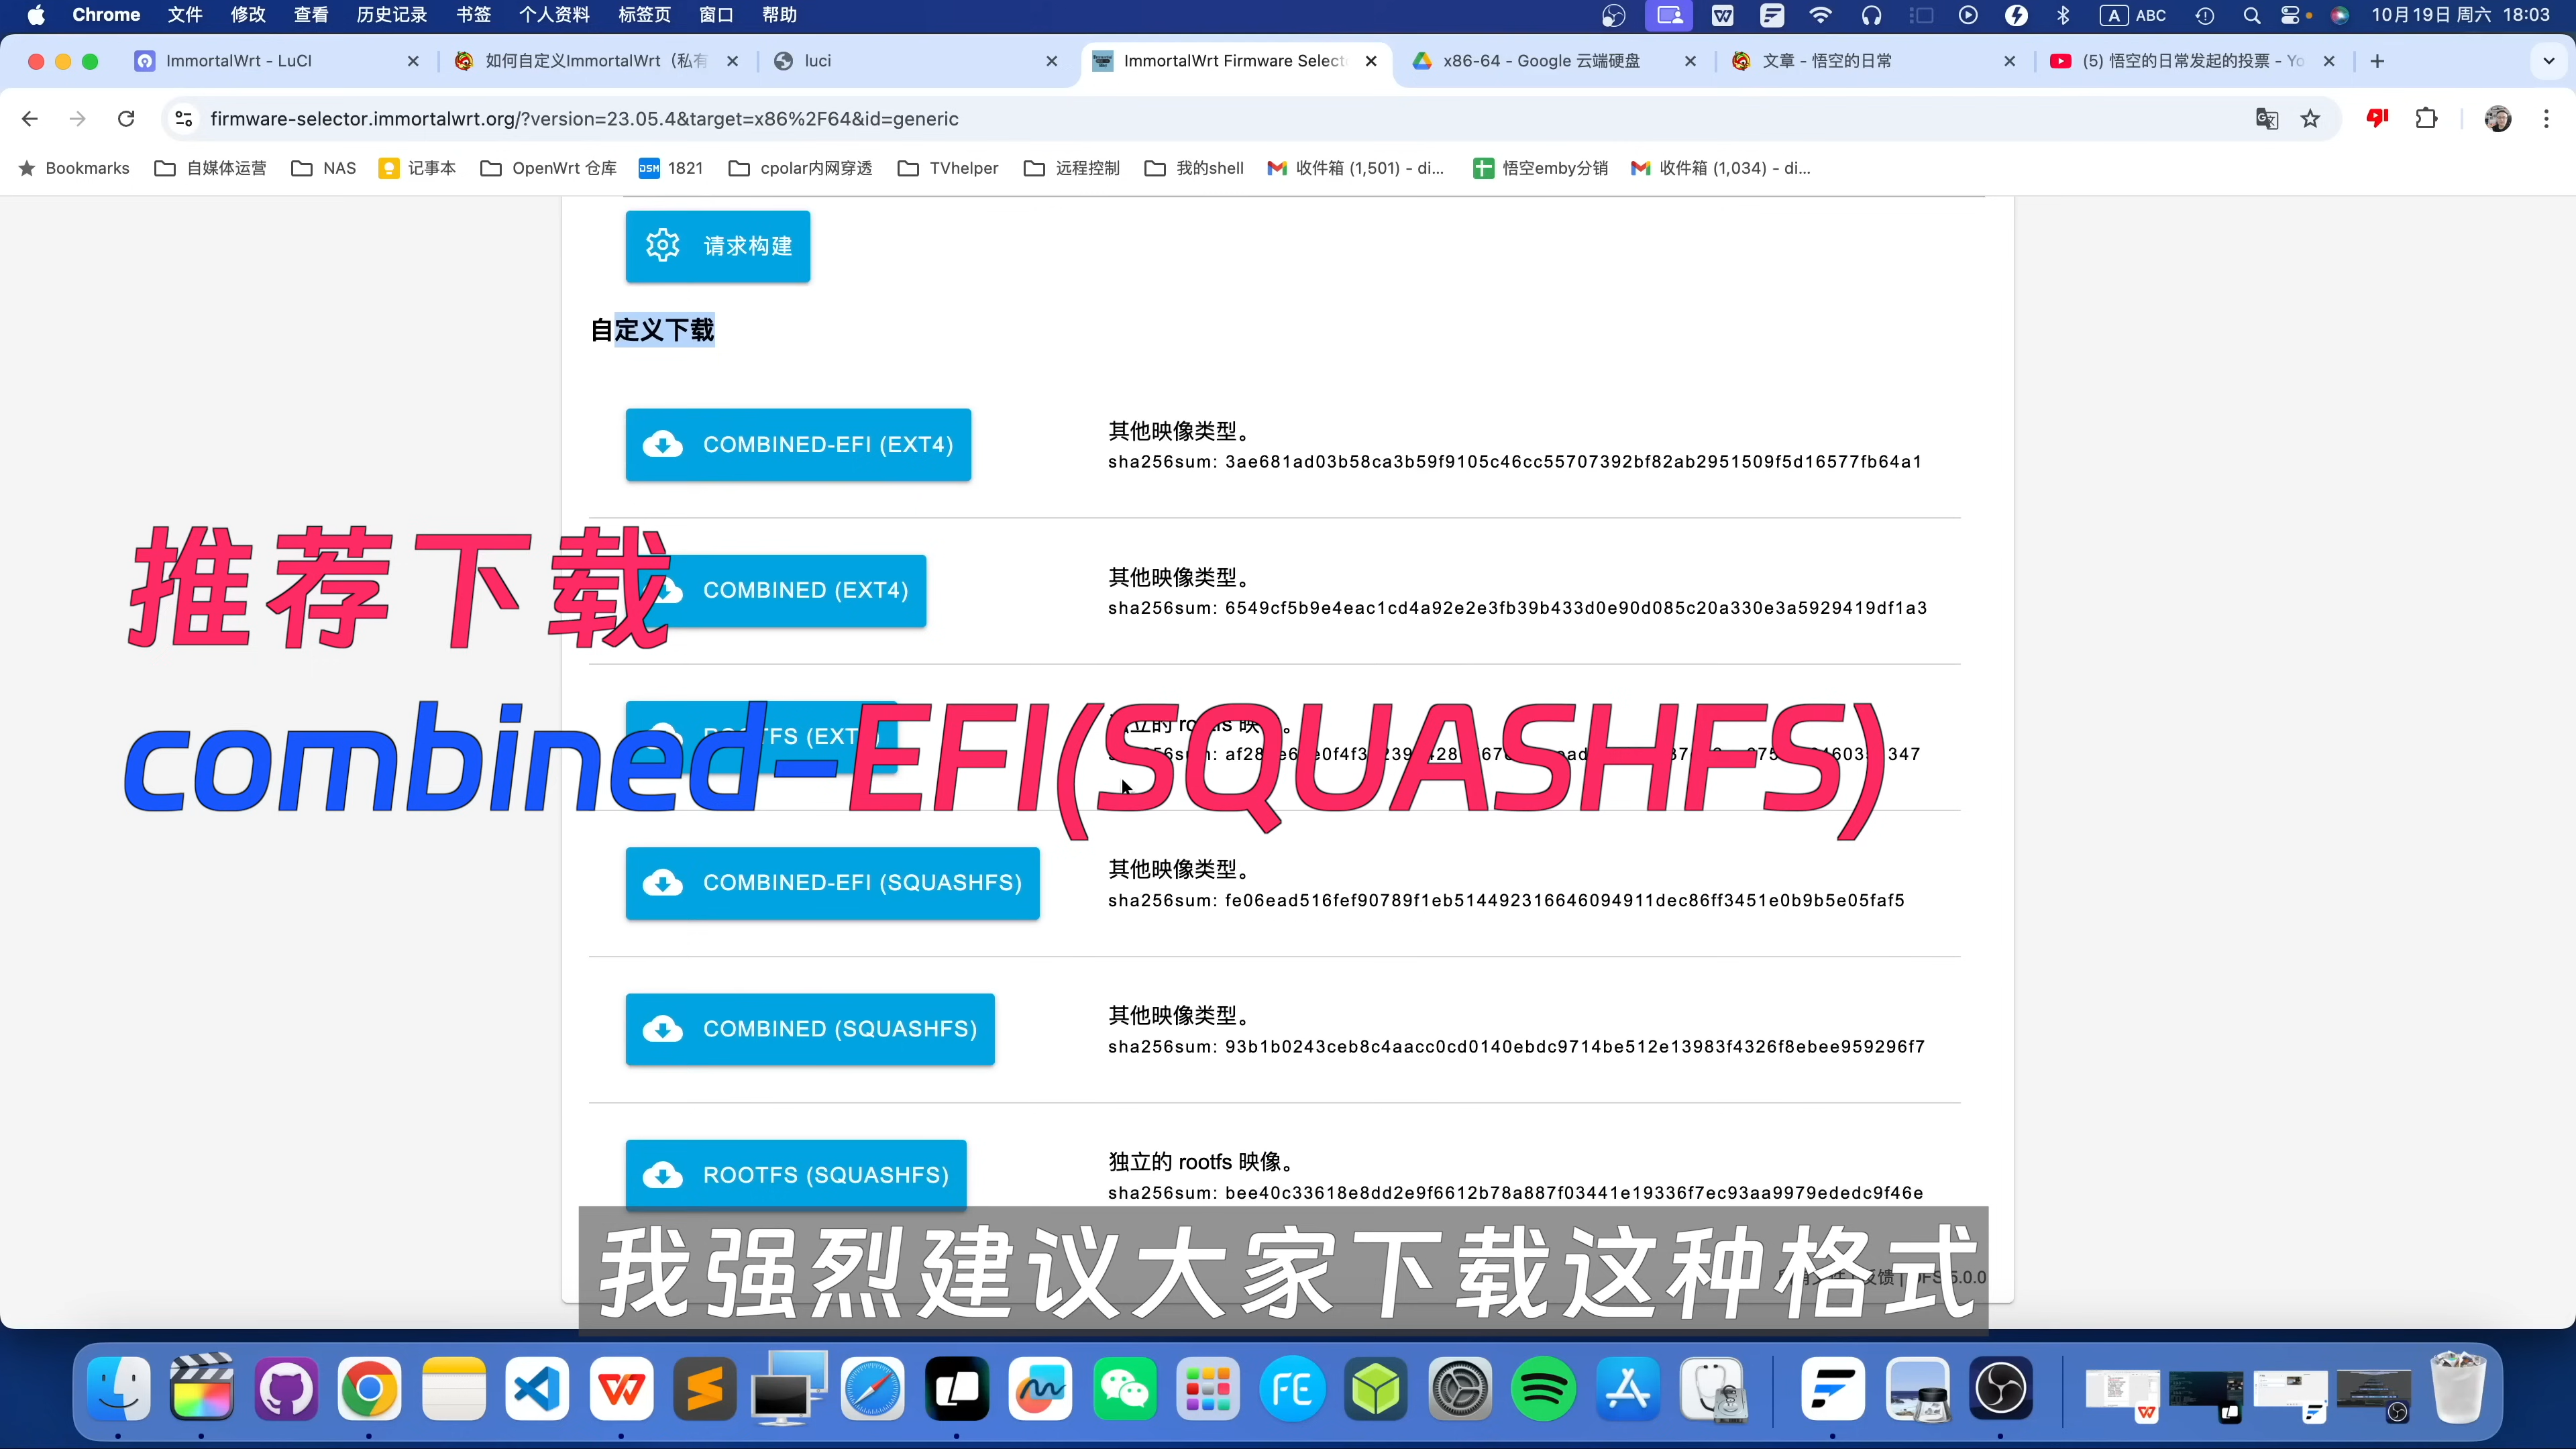 Chrome 文件 修改 查看 历史记录 书签 个人资料 标签页 窗口 帮助 A ABC 10月19日 周六 18:03
ImmortalWrt - LuCI 如何自定义ImmortalWrt（私有 luci ImmortalWrt Firmware Select x86-64 - Google 云端硬盘 文章 - 悟空的日常 (5) 悟空的日常发起的投票 - Yo
firmware-selector.immortalwrt.org/?version=23.05.4&target=x86%2F64&id=generic
Bookmarks 自媒体运营 NAS 记事本 OpenWrt 仓库 DSM 1821 cpolar内网穿透 TVhelper 远程控制 我的shell 收件箱 (1,501) - di... 悟空emby分销 收件箱 (1,034) - di...
请求构建
自定义下载
COMBINED-EFI (EXT4)
其他映像类型。
sha256sum: 3ae681ad03b58ca3b59f9105c46cc55707392bf82ab2951509f5d16577fb64a1
推荐下载
COMBINED (EXT4)
其他映像类型。
sha256sum: 6549cf5b9e4eac1cd4a92e2e3fb39b433d0e90d085c20a330e3a5929419df1a3
combined-EFI(SQUASHFS)
COMBINED-EFI (SQUASHFS)
其他映像类型。
sha256sum: fe06ead516fef90789f1eb514492316646094911dec86ff3451e0b9b5e05faf5
COMBINED (SQUASHFS)
其他映像类型。
sha256sum: 93b1b0243ceb8c4aacc0cd0140ebdc9714be512e13983f4326f8ebee959296f7
ROOTFS (SQUASHFS)
独立的 rootfs 映像。
sha256sum: bee40c33618e8dd2e9f6612b78a887f03441e19336f7ec93aa9979ededc9f46e
我强烈建议大家下载这种格式